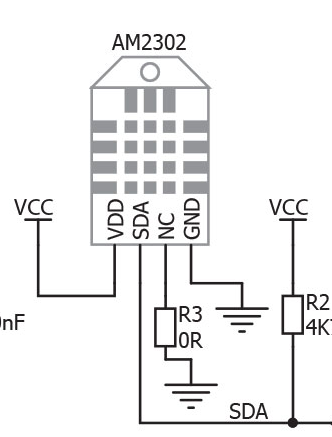 AM2302
VCC
VDD
SDA
NC
GND
VCC
R3
0R
R2
SDA